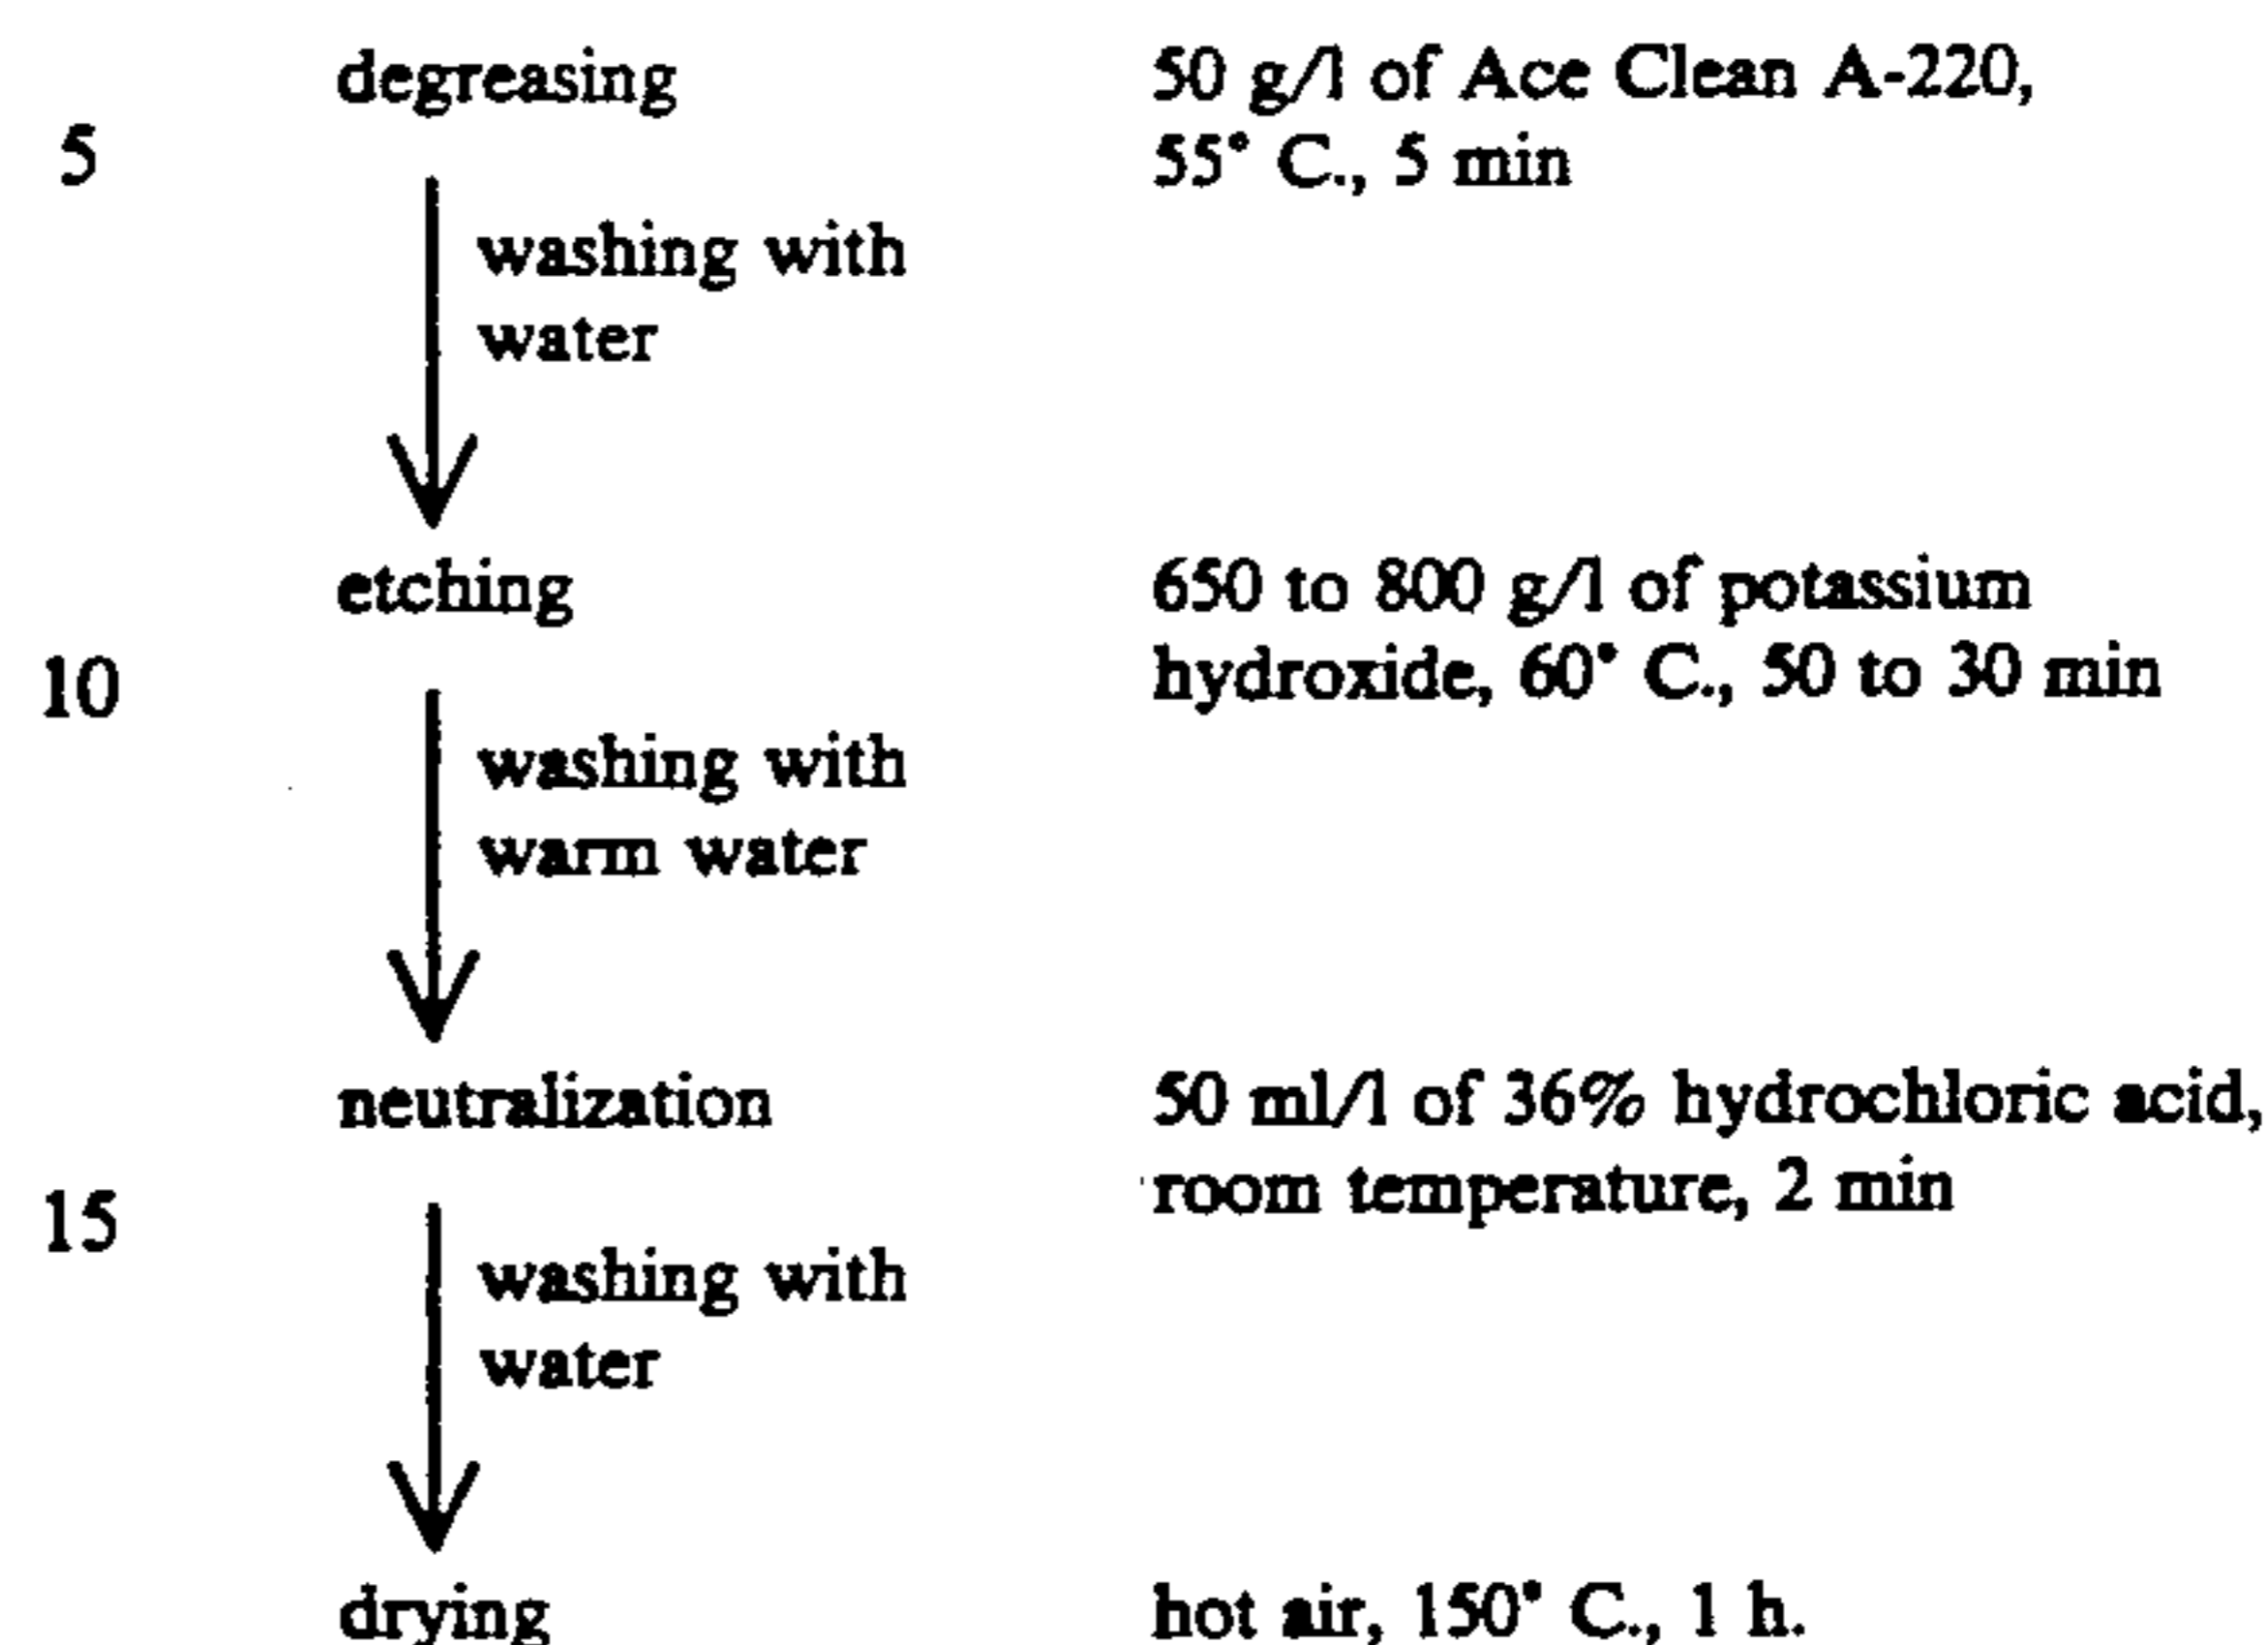 degreasing 50 g/l of Ace Clean A-220,
5 55° C., 5 min
washing with
water
etching 650 to 800 g/l of potassium
10 hydroxide, 60° C., 50 to 30 min
washing with
warm water
neutralization 50 ml/l of 36% hydrochloric acid,
15 room temperature, 2 min
washing with
water
drying hot air, 150° C., 1 h.